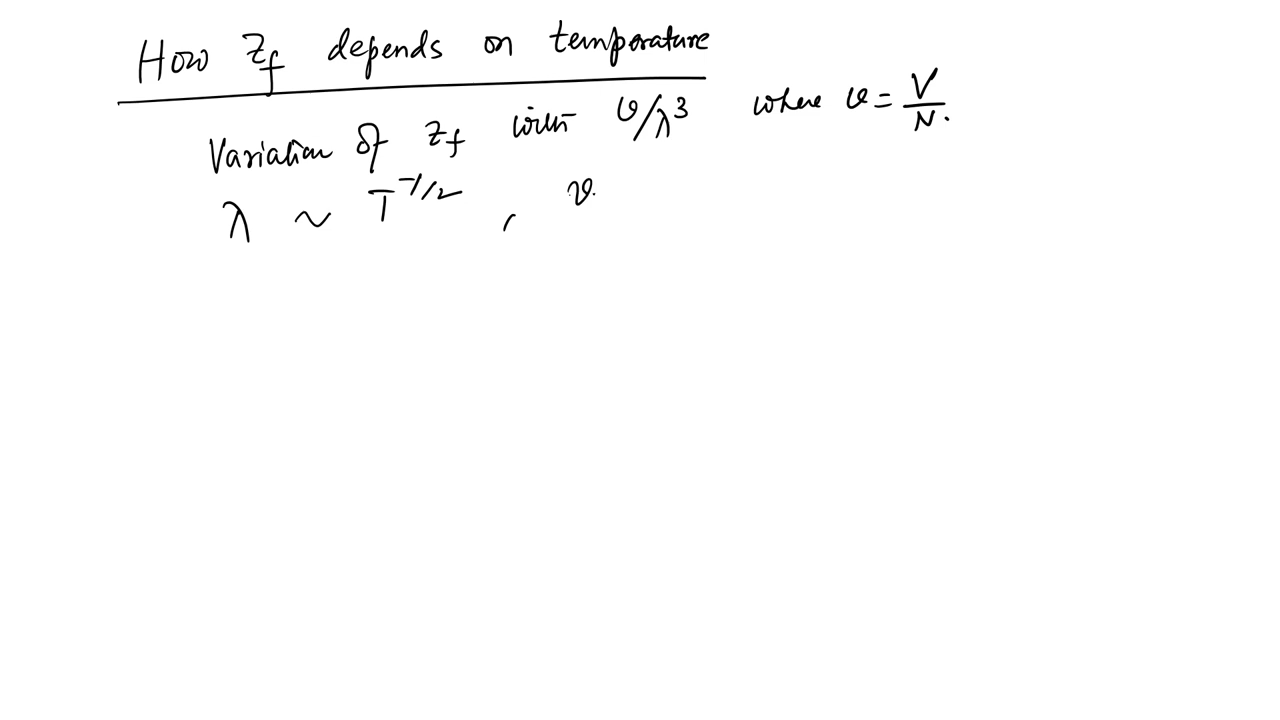 How z_f depends on temperature
Variation of z_f with v/λ³ where v = V/N.
λ ~ T^{-1/2} , v.